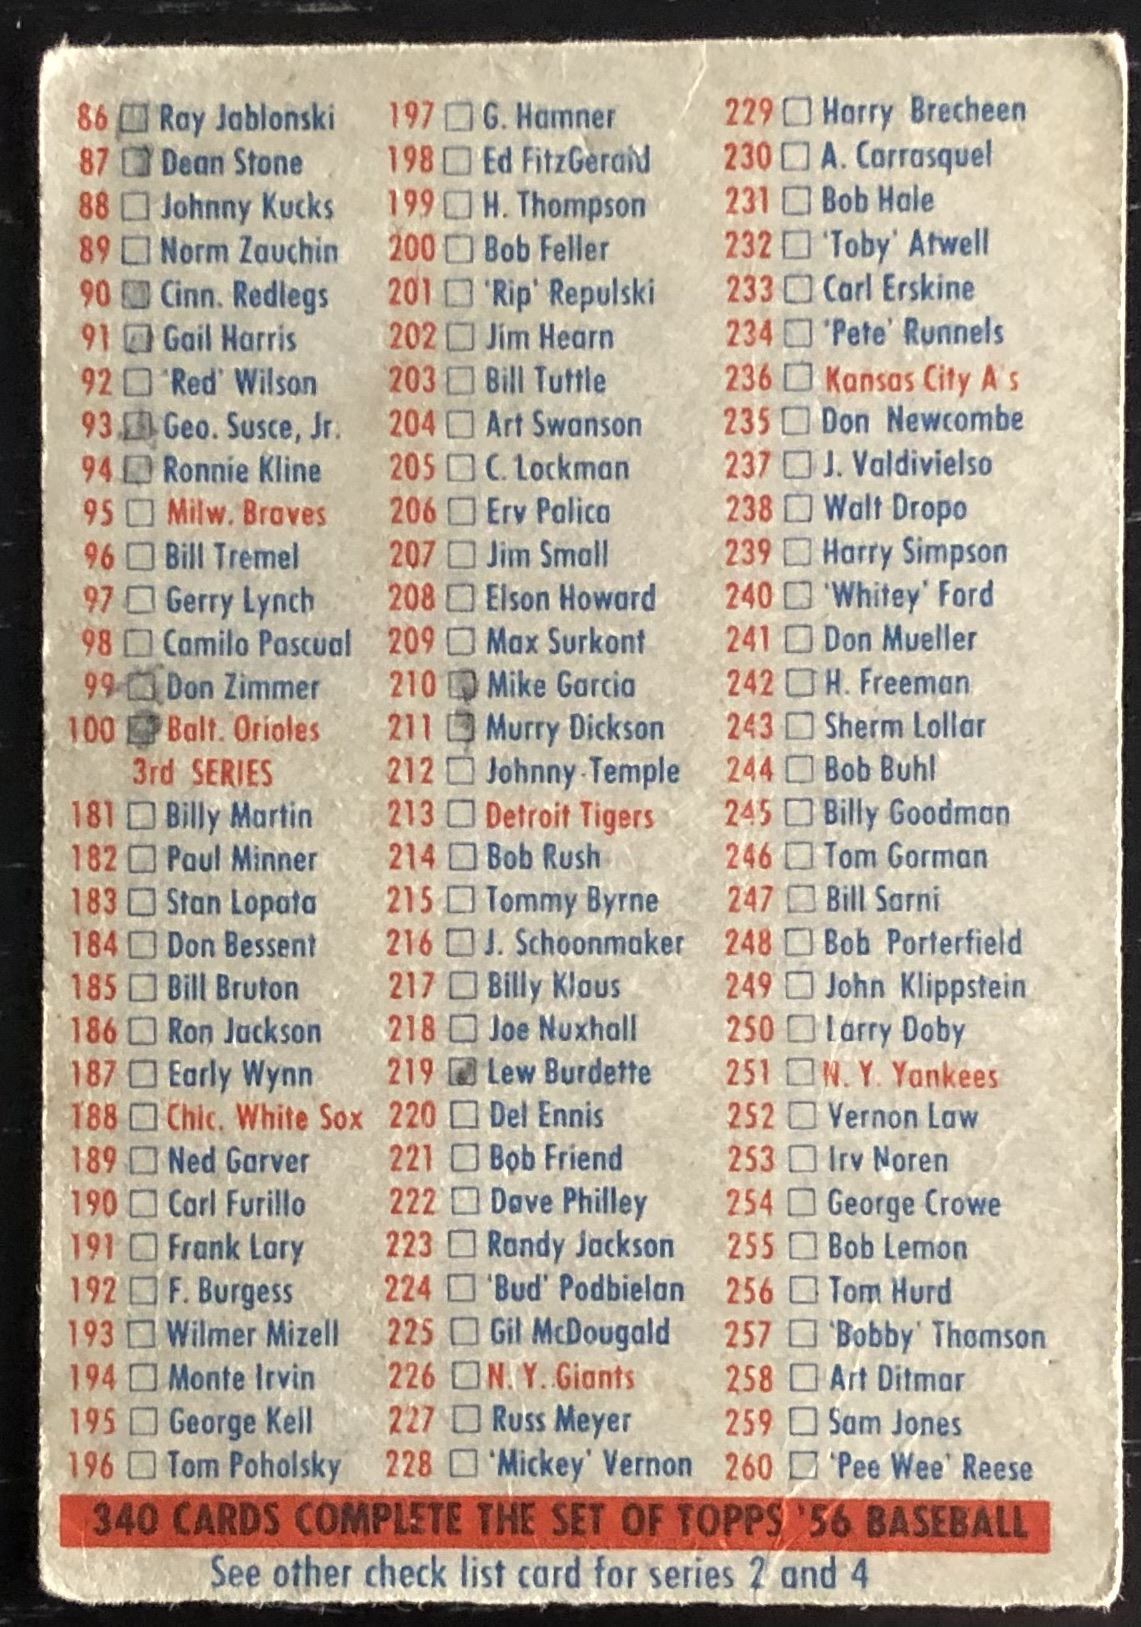 86 Ray Jablonski
87 Dean Stone
88 Johnny Kucks
89 Norm Zauchin
90 Cinn. Redlegs
91 Gail Harris
92 'Red' Wilson
93 Geo. Susce, Jr.
94 Ronnie Kline
95 Milw. Braves
96 Bill Tremel
97 Gerry Lynch
98 Camilo Pascual
99 Don Zimmer
100 Balt. Orioles
3rd SERIES
181 Billy Martin
182 Paul Minner
183 Stan Lopata
184 Don Bessent
185 Bill Bruton
186 Ron Jackson
187 Early Wynn
188 Chic. White Sox
189 Ned Garver
190 Carl Furillo
191 Frank Lary
192 F. Burgess
193 Wilmer Mizell
194 Monte Irvin
195 George Kell
196 Tom Poholsky
197 G. Hamner
198 Ed FitzGerald
199 H. Thompson
200 Bob Feller
201 'Rip' Repulski
202 Jim Hearn
203 Bill Tuttle
204 Art Swanson
205 C. Lockman
206 Erv Palica
207 Jim Small
208 Elson Howard
209 Max Surkont
210 Mike Garcia
211 Murry Dickson
212 Johnny Temple
213 Detroit Tigers
214 Bob Rush
215 Tommy Byrne
216 J. Schoonmaker
217 Billy Klaus
218 Joe Nuxhall
219 Lew Burdette
220 Del Ennis
221 Bob Friend
222 Dave Philley
223 Randy Jackson
224 'Bud' Podbielan
225 Gil McDougald
226 N. Y. Giants
227 Russ Meyer
228 'Mickey' Vernon
229 Harry Brecheen
230 A. Carrasquel
231 Bob Hale
232 'Toby' Atwell
233 Carl Erskine
234 'Pete' Runnels
236 Kansas City A's
235 Don Newcombe
237 J. Valdivielso
238 Walt Dropo
239 Harry Simpson
240 'Whitey' Ford
241 Don Mueller
242 H. Freeman
243 Sherm Lollar
244 Bob Buhl
245 Billy Goodman
246 Tom Gorman
247 Bill Sarni
248 Bob Porterfield
249 John Klippstein
250 Larry Doby
251 N. Y. Yankees
252 Vernon Law
253 Irv Noren
254 George Crowe
255 Bob Lemon
256 Tom Hurd
257 'Bobby' Thomson
258 Art Ditmar
259 Sam Jones
260 'Pee Wee' Reese
340 CARDS COMPLETE THE SET OF TOPPS '56 BASEBALL
See other check list card for series 2 and 4